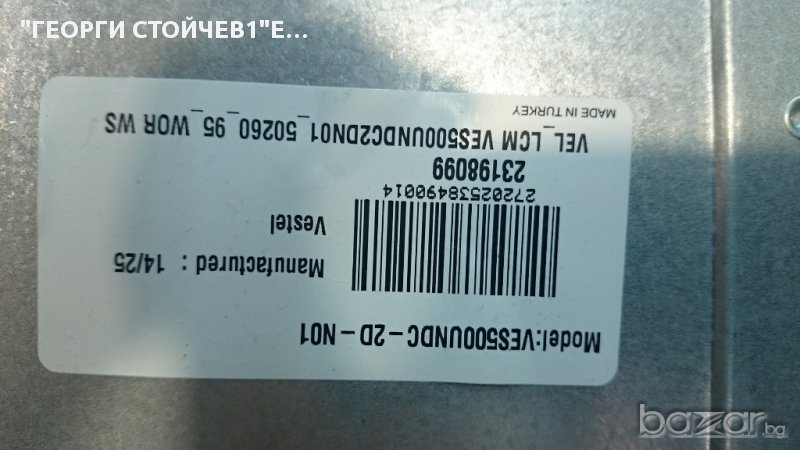 "ГЕОРГИ СТОЙЧЕВ1"Е...
Model:VES500UNDC-2D-N01
Manufactured : 14/25
Vestel
27202538490014
23198099
VEL_LCM VES500UNDC2DN01_50260_95_WOR WS
MADE IN TURKEY
bazar.bg